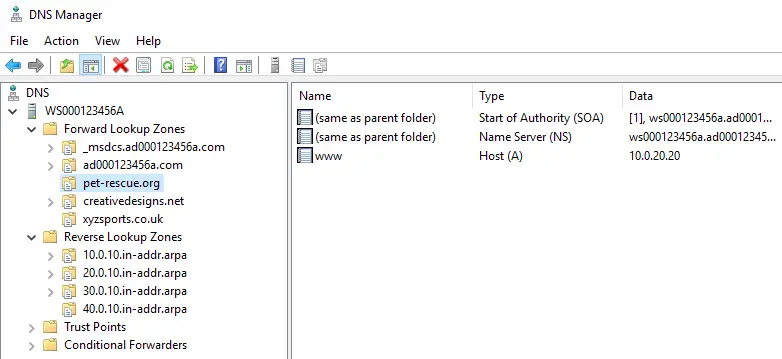 DNS Manager
File Action View Help
DNS
WS000123456A
Forward Lookup Zones
_msdcs.ad000123456a.com
ad000123456a.com
pet-rescue.org
creativedesigns.net
xyzsports.co.uk
Reverse Lookup Zones
10.0.10.in-addr.arpa
20.0.10.in-addr.arpa
30.0.10.in-addr.arpa
40.0.10.in-addr.arpa
Trust Points
Conditional Forwarders
Name Type Data
(same as parent folder) Start of Authority (SOA) [1], ws000123456a.ad0001...
(same as parent folder) Name Server (NS) ws000123456a.ad00012345...
www Host (A) 10.0.20.20